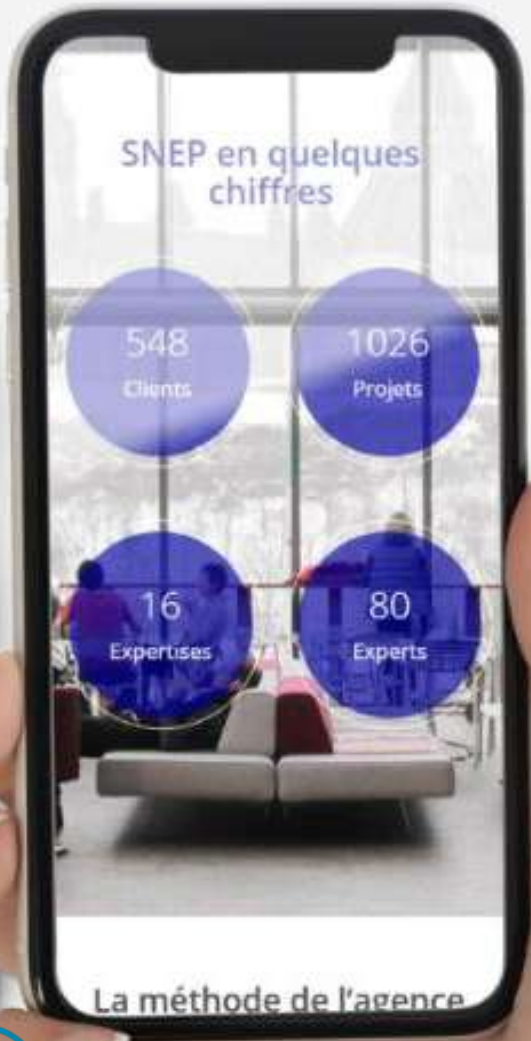 SNEP en quelques
chiffres
548
Clients
1026
Projets
16
Expertises
80
Experts
La méthode de l'agence